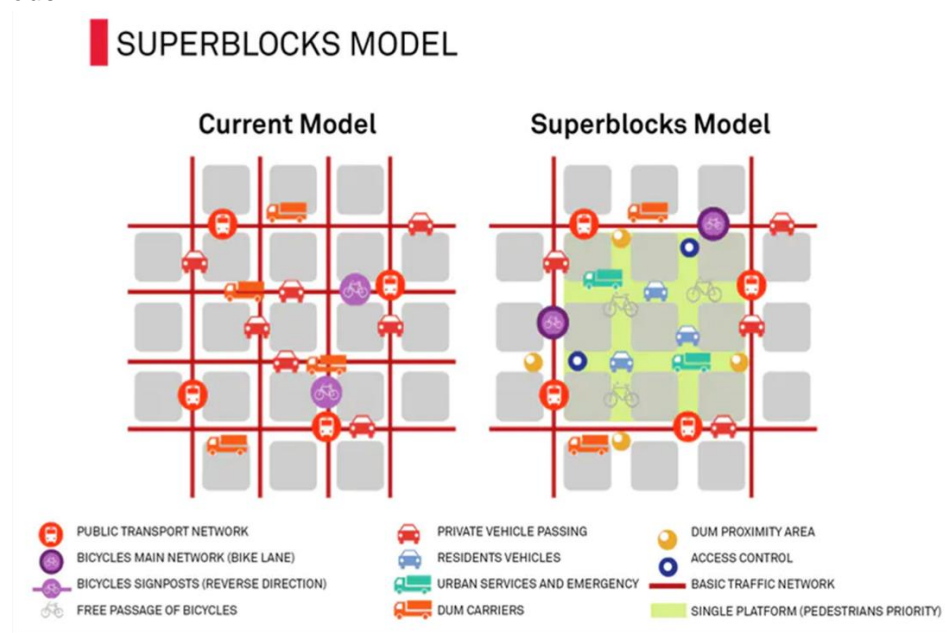 SUPERBLOCKS MODEL
Current Model
Superblocks Model
PUBLIC TRANSPORT NETWORK
BICYCLES MAIN NETWORK (BIKE LANE)
BICYCLES SIGNPOSTS (REVERSE DIRECTION)
FREE PASSAGE OF BICYCLES
PRIVATE VEHICLE PASSING
RESIDENTS VEHICLES
URBAN SERVICES AND EMERGENCY
DUM CARRIERS
DUM PROXIMITY AREA
ACCESS CONTROL
BASIC TRAFFIC NETWORK
SINGLE PLATFORM (PEDESTRIANS PRIORITY)